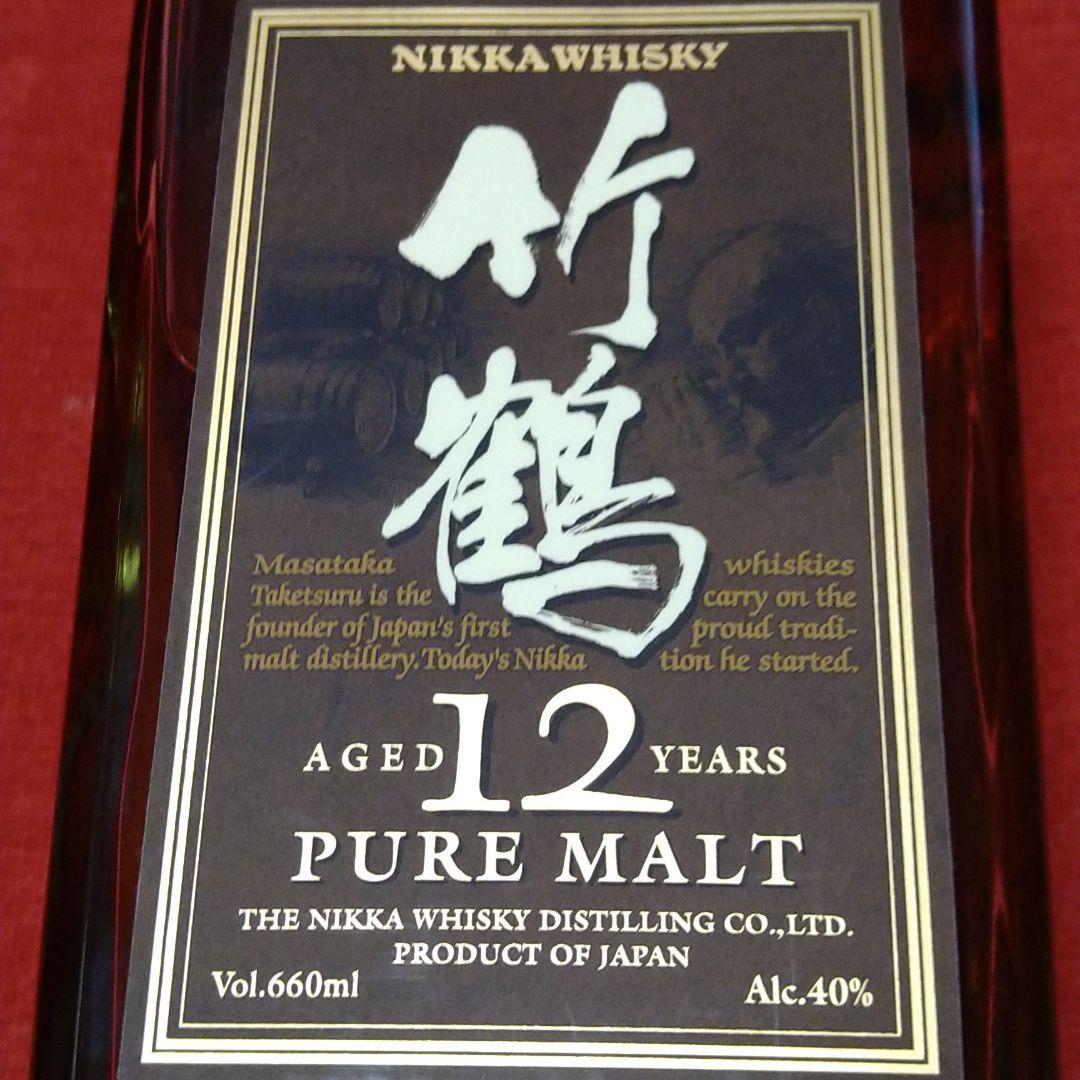 NIKKA WHISKY
竹鶴
Masataka
Taketsuru is the
founder of Japan's first
malt distillery. Today's Nikka
whiskies
carry on the
proud tradi-
tion he started.
AGED 12 YEARS
PURE MALT
THE NIKKA WHISKY DISTILLING CO.,LTD.
PRODUCT OF JAPAN
Vol.660ml
Alc.40%